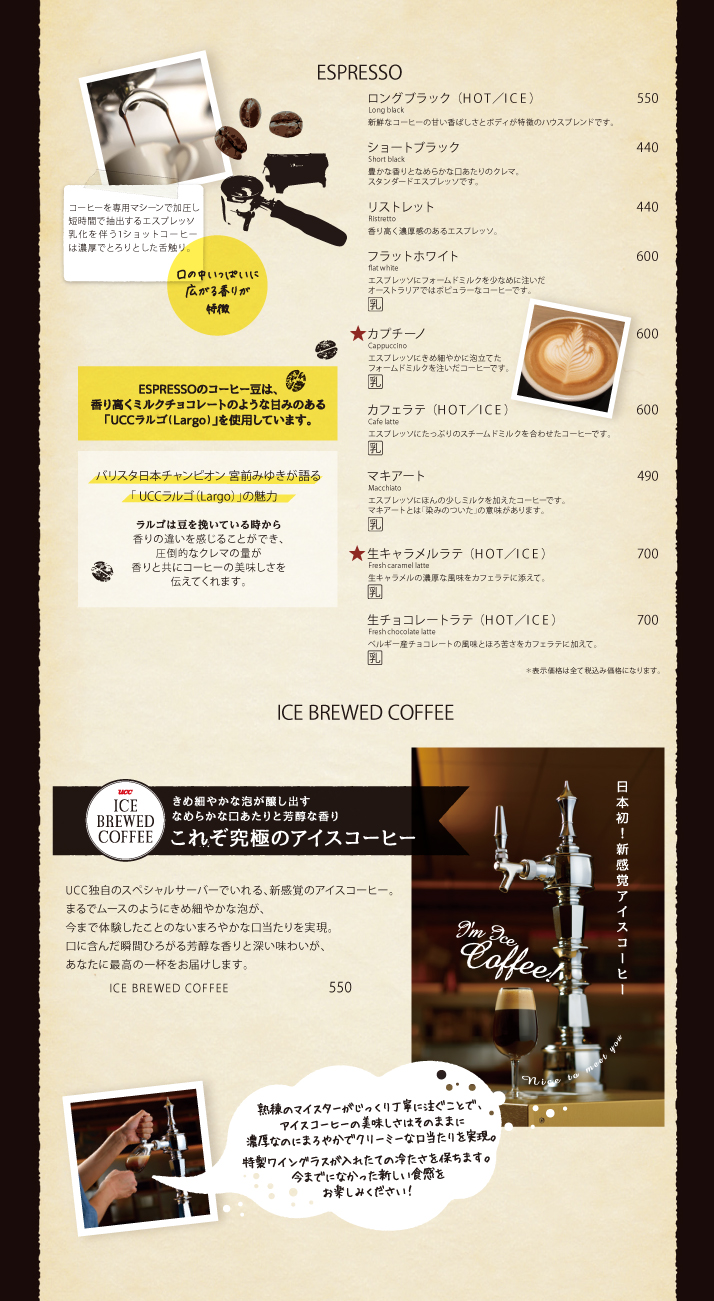 ESPRESSO
ロングブラック（HOT／ICE） 550
Long black
新鮮なコーヒーの甘い香ばしさとボディが特徴のハウスブレンドです。
ショートブラック 440
Short black
豊かな香りとなめらかな口あたりのクレマ。
スタンダードエスプレッソです。
リストレット 440
Ristretto
香り高く濃厚感のあるエスプレッソ。
フラットホワイト 600
flat white
エスプレッソにフォームドミルクを少なめに注いだ
オーストラリアではポピュラーなコーヒーです。
乳
★カプチーノ 600
Cappuccino
エスプレッソにきめ細やかに泡立てた
フォームドミルクを注いだコーヒーです。
乳
カフェラテ（HOT／ICE） 600
Cafe latte
エスプレッソにたっぷりのスチームドミルクを合わせたコーヒーです。
乳
マキアート 490
Macchiato
エスプレッソにほんの少しミルクを加えたコーヒーです。
マキアートとは「染みのついた」の意味があります。
乳
★生キャラメルラテ（HOT／ICE） 700
Fresh caramel latte
生キャラメルの濃厚な風味をカフェラテに添えて。
乳
生チョコレートラテ（HOT／ICE） 700
Fresh chocolate latte
ベルギー産チョコレートの風味とほろ苦さをカフェラテに加えて。
乳
＊表示価格は全て税込み価格になります。
コーヒーを専用マシーンで加圧し
短時間で抽出するエスプレッソ
乳化を伴う1ショットコーヒー
は濃厚でとろりとした舌触り。
口の中いっぱいに
広がる香りが
特徴
ESPRESSOのコーヒー豆は、
香り高くミルクチョコレートのような甘みのある
「UCCラルゴ（Largo）」を使用しています。
バリスタ日本チャンピオン 宮前みゆきが語る
「UCCラルゴ（Largo）」の魅力
ラルゴは豆を挽いている時から
香りの違いを感じることができ、
圧倒的なクレマの量が
香りと共にコーヒーの美味しさを
伝えてくれます。
ICE BREWED COFFEE
UCC
ICE
BREWED
COFFEE
きめ細やかな泡が醸し出す
なめらかな口あたりと芳醇な香り
これぞ究極のアイスコーヒー
日本初！新感覚アイスコーヒー
I'm Ice
Coffee!
Nice to meet you
UCC独自のスペシャルサーバーでいれる、新感覚のアイスコーヒー。
まるでムースのようにきめ細やかな泡が、
今まで体験したことのないまろやかな口当たりを実現。
口に含んだ瞬間ひろがる芳醇な香りと深い味わいが、
あなたに最高の一杯をお届けします。
ICE BREWED COFFEE 550
熟練のマイスターがじっくり丁寧に注ぐことで、
アイスコーヒーの美味しさはそのままに
濃厚なのにまろやかでクリーミーな口当たりを実現。
特製ワイングラスが入れたての冷たさを保ちます。
今までになかった新しい食感を
お楽しみください！